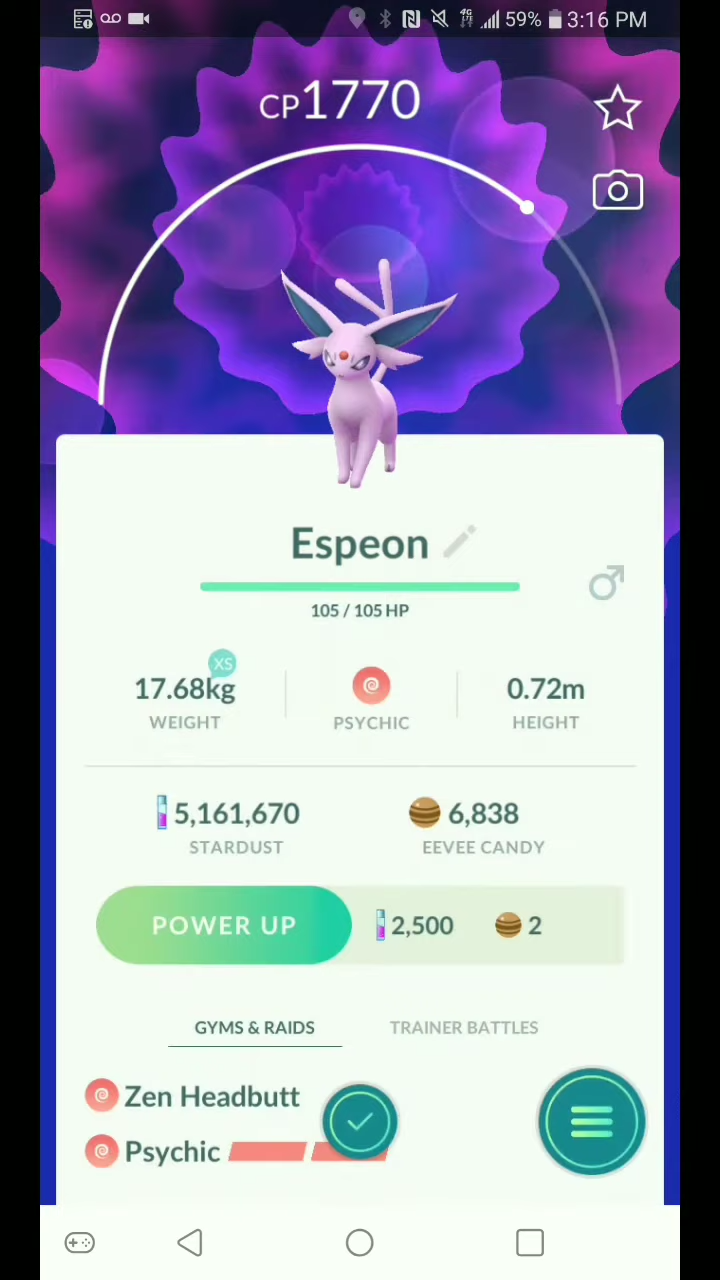 59% 3:16 PM
CP1770
Espeon
105 / 105 HP
XS
17.68kg
WEIGHT
PSYCHIC
0.72m
HEIGHT
5,161,670
STARDUST
6,838
EEVEE CANDY
POWER UP
2,500
2
GYMS & RAIDS
TRAINER BATTLES
Zen Headbutt
Psychic